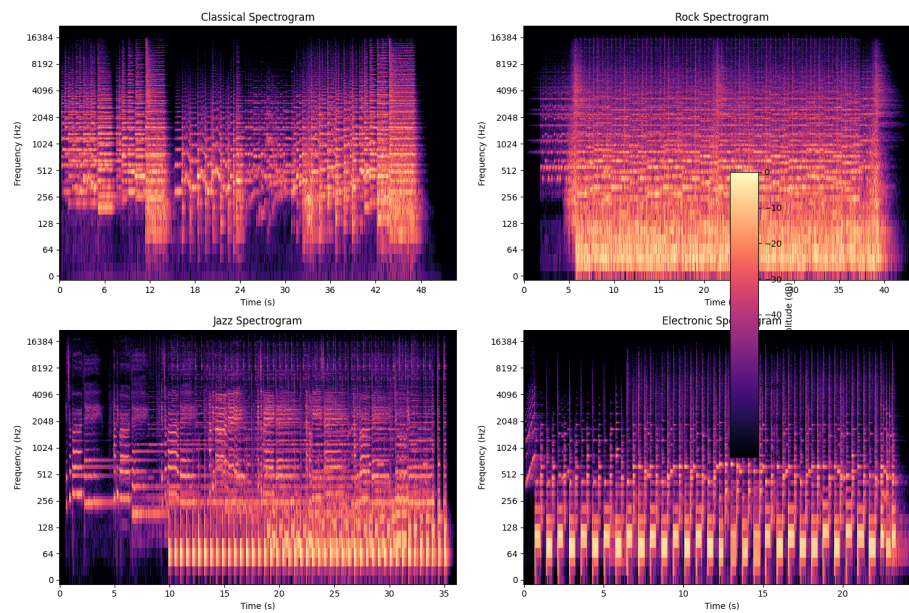 Classical Spectrogram
Frequency (Hz)
16384
8192
4096
2048
1024
512
256
128
64
0
0 6 12 18 24 30 36 42 48
Time (s)
Rock Spectrogram
Frequency (Hz)
16384
8192
4096
2048
1024
512
256
128
64
0
0 5 10 15 20 25 30 35 40
Time (s)
0
−10
−20
−30
−40
Jazz Spectrogram
Frequency (Hz)
16384
8192
4096
2048
1024
512
256
128
64
0
0 5 10 15 20 25 30 35
Time (s)
Electronic Spectrogram
Frequency (Hz)
16384
8192
4096
2048
1024
512
256
128
64
0
0 5 10 15 20
Time (s)